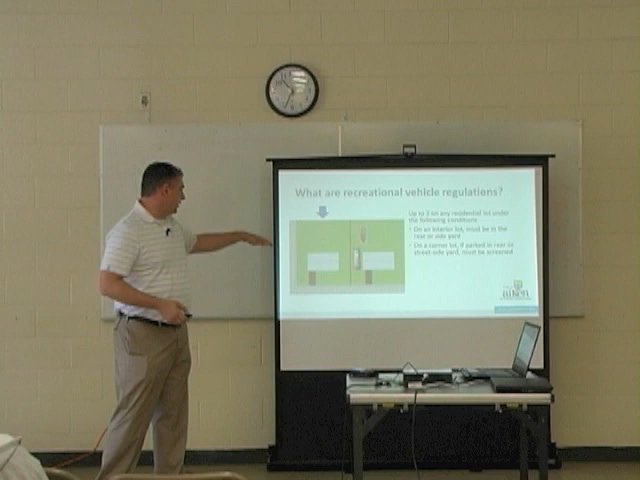 What are recreational vehicle regulations?
Up to 3 on any residential lot under
the following conditions
• On an interior lot, must be in the
rear or side yard
• On a corner lot, if parked in rear or
street-side yard, must be screened
aiken